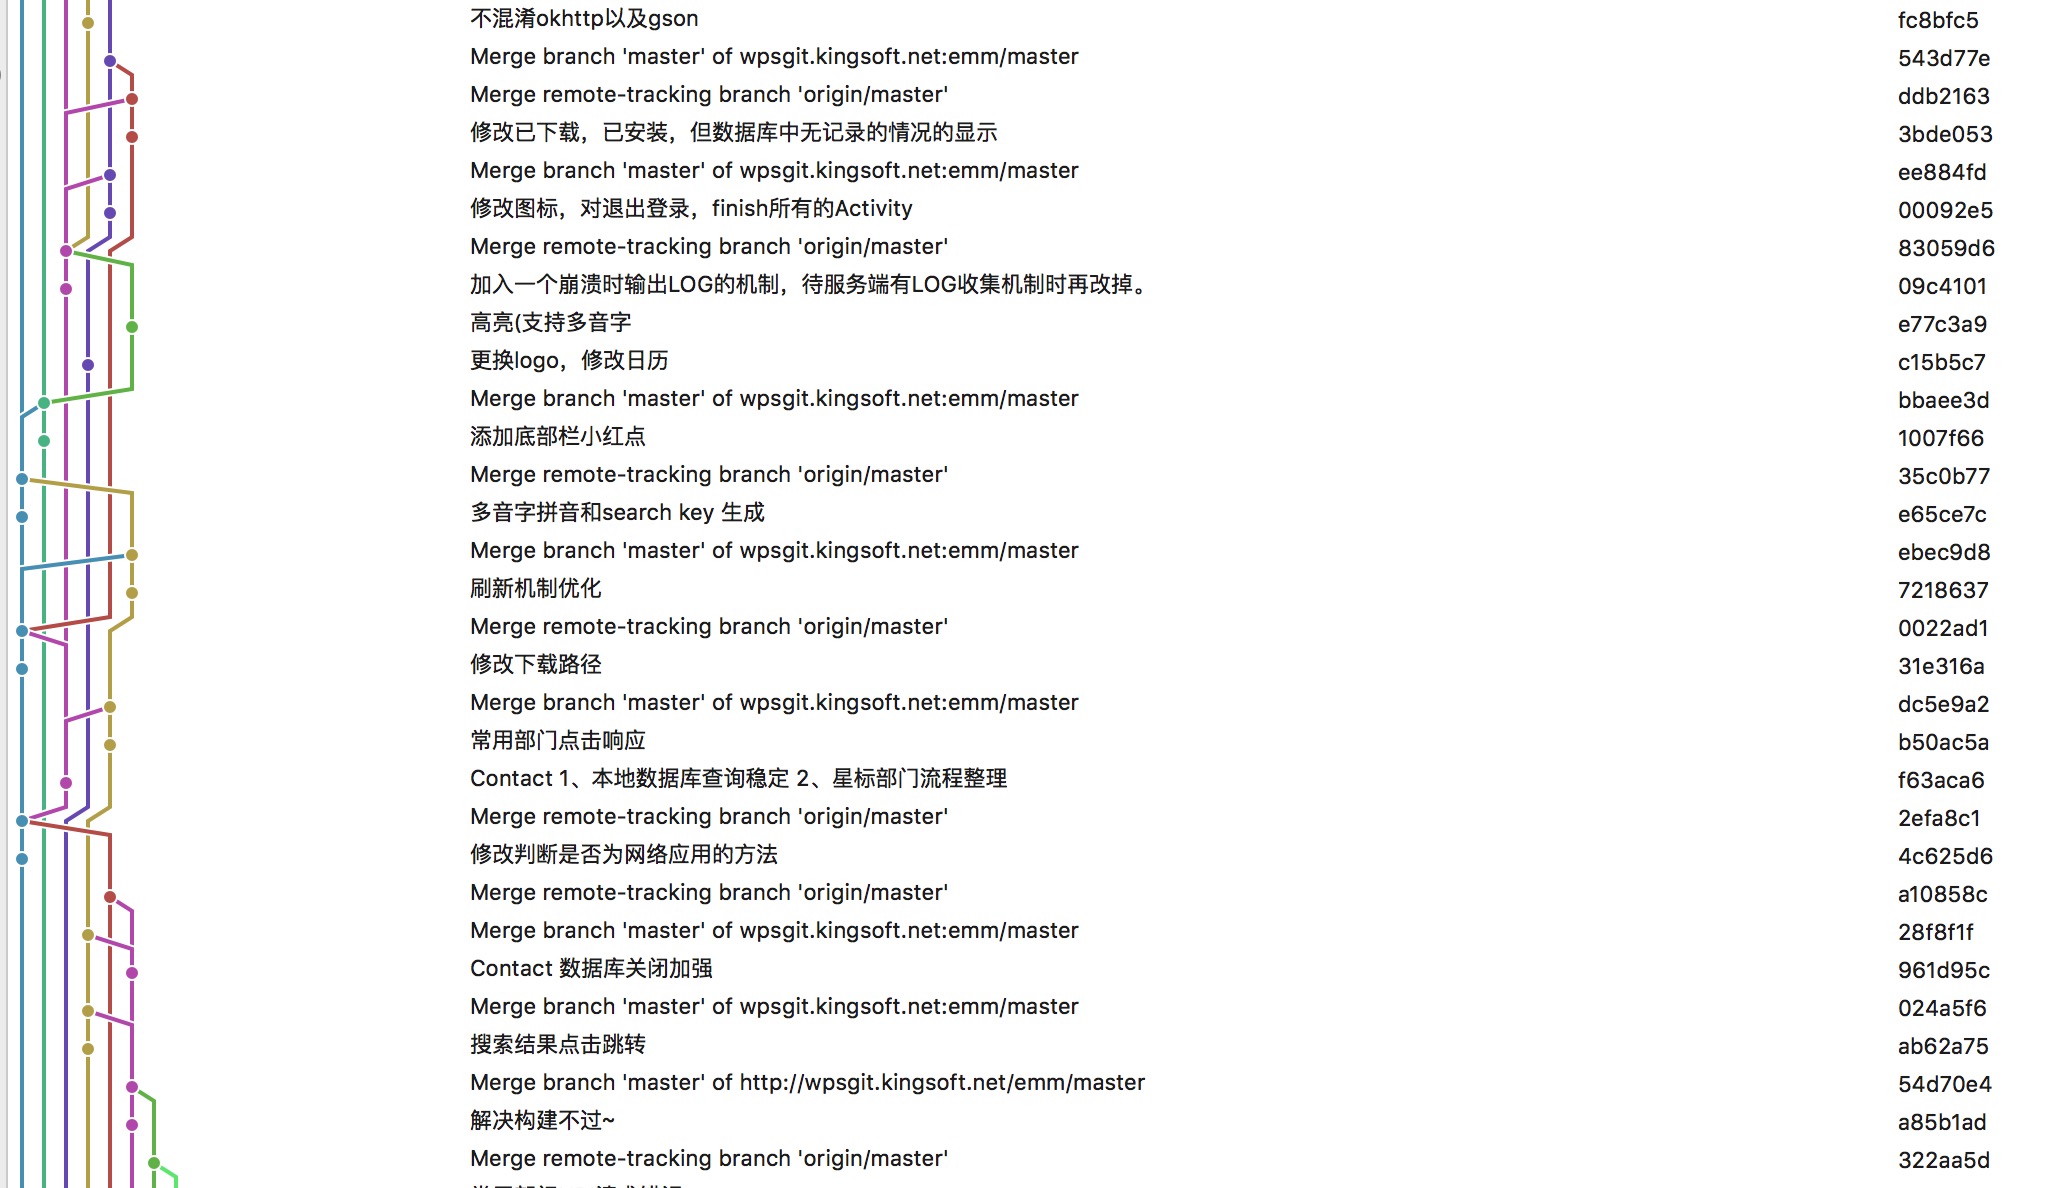 不混淆okhttp以及gson fc8bfc5
Merge branch 'master' of wpsgit.kingsoft.net:emm/master 543d77e
Merge remote-tracking branch 'origin/master' ddb2163
修改已下载，已安装，但数据库中无记录的情况的显示 3bde053
Merge branch 'master' of wpsgit.kingsoft.net:emm/master ee884fd
修改图标，对退出登录，finish所有的Activity 00092e5
Merge remote-tracking branch 'origin/master' 83059d6
加入一个崩溃时输出LOG的机制，待服务端有LOG收集机制时再改掉。 09c4101
高亮(支持多音字 e77c3a9
更换logo，修改日历 c15b5c7
Merge branch 'master' of wpsgit.kingsoft.net:emm/master bbaee3d
添加底部栏小红点 1007f66
Merge remote-tracking branch 'origin/master' 35c0b77
多音字拼音和search key 生成 e65ce7c
Merge branch 'master' of wpsgit.kingsoft.net:emm/master ebec9d8
刷新机制优化 7218637
Merge remote-tracking branch 'origin/master' 0022ad1
修改下载路径 31e316a
Merge branch 'master' of wpsgit.kingsoft.net:emm/master dc5e9a2
常用部门点击响应 b50ac5a
Contact 1、本地数据库查询稳定 2、星标部门流程整理 f63aca6
Merge remote-tracking branch 'origin/master' 2efa8c1
修改判断是否为网络应用的方法 4c625d6
Merge remote-tracking branch 'origin/master' a10858c
Merge branch 'master' of wpsgit.kingsoft.net:emm/master 28f8f1f
Contact 数据库关闭加强 961d95c
Merge branch 'master' of wpsgit.kingsoft.net:emm/master 024a5f6
搜索结果点击跳转 ab62a75
Merge branch 'master' of http://wpsgit.kingsoft.net/emm/master 54d70e4
解决构建不过~ a85b1ad
Merge remote-tracking branch 'origin/master' 322aa5d